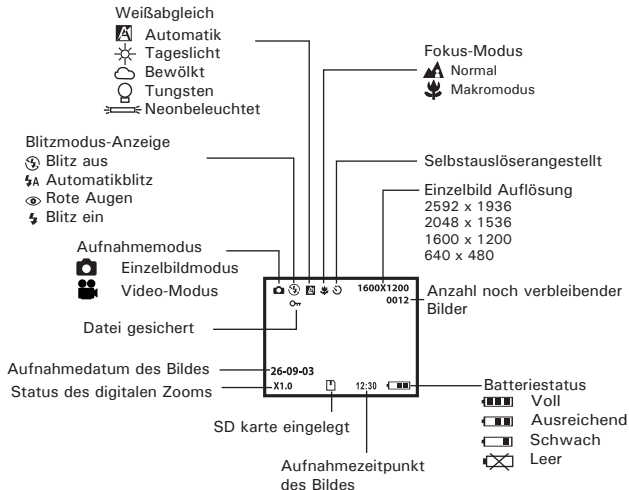 Weißabgleich
Automatik
Tageslicht
Bewölkt
Tungsten
Neonbeleuchtet
Fokus-Modus
Normal
Makromodus
Blitzmodus-Anzeige
Blitz aus
A Automatikblitz
Rote Augen
Blitz ein
Selbstauslöserangestellt
Einzelbild Auflösung
2592 x 1936
2048 x 1536
1600 x 1200
640 x 480
Aufnahmemodus
Einzelbildmodus
Video-Modus
1600X1200
0012
Anzahl noch verbleibender
Bilder
Datei gesichert
Aufnahmedatum des Bildes
26-09-03
Status des digitalen Zooms
X1.0
12:30
Batteriestatus
Voll
Ausreichend
Schwach
Leer
SD karte eingelegt
Aufnahmezeitpunkt
des Bildes